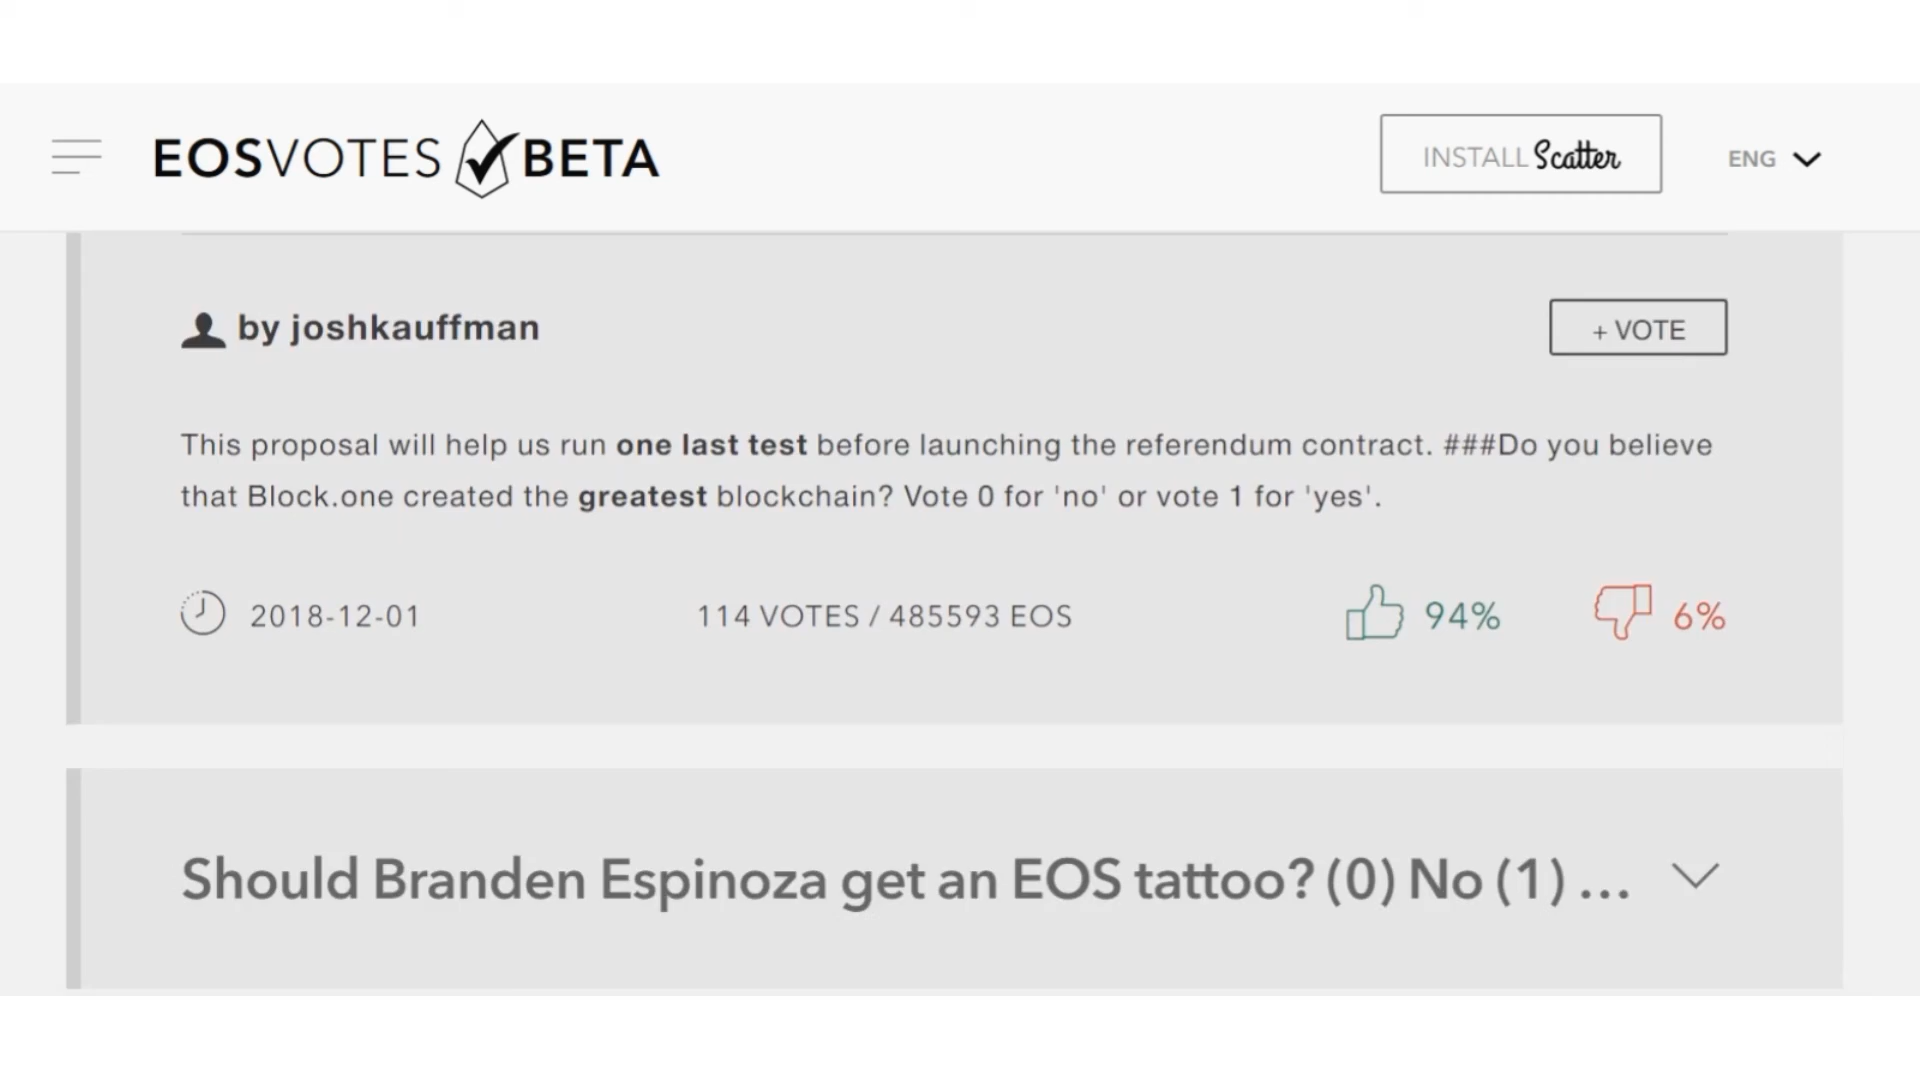 EOSVOTES BETA
INSTALL Scatter
ENG
by joshkauffman
+ VOTE
This proposal will help us run one last test before launching the referendum contract. ###Do you believe
that Block.one created the greatest blockchain? Vote 0 for 'no' or vote 1 for 'yes'.
2018-12-01
114 VOTES / 485593 EOS
94%
6%
Should Branden Espinoza get an EOS tattoo? (0) No (1) ...